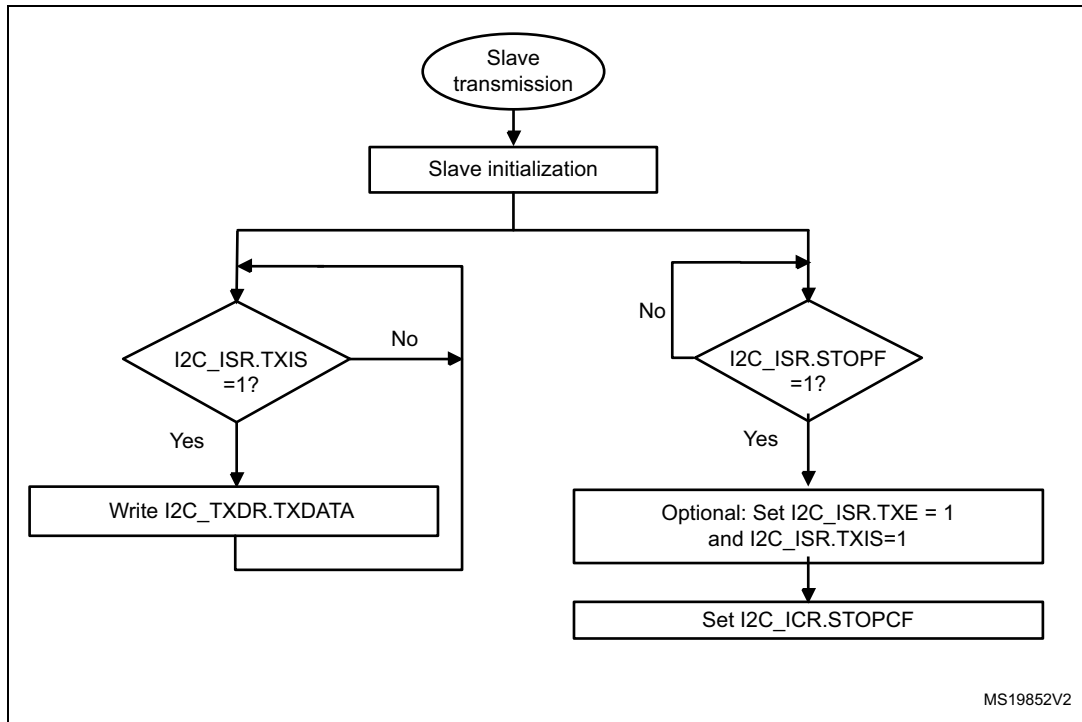 Slave
transmission
Slave initialization
No
I2C_ISR.TXIS
=1?
Yes
Write I2C_TXDR.TXDATA
No
I2C_ISR.STOPF
=1?
Yes
Optional: Set I2C_ISR.TXE = 1
and I2C_ISR.TXIS=1
Set I2C_ICR.STOPCF
MS19852V2